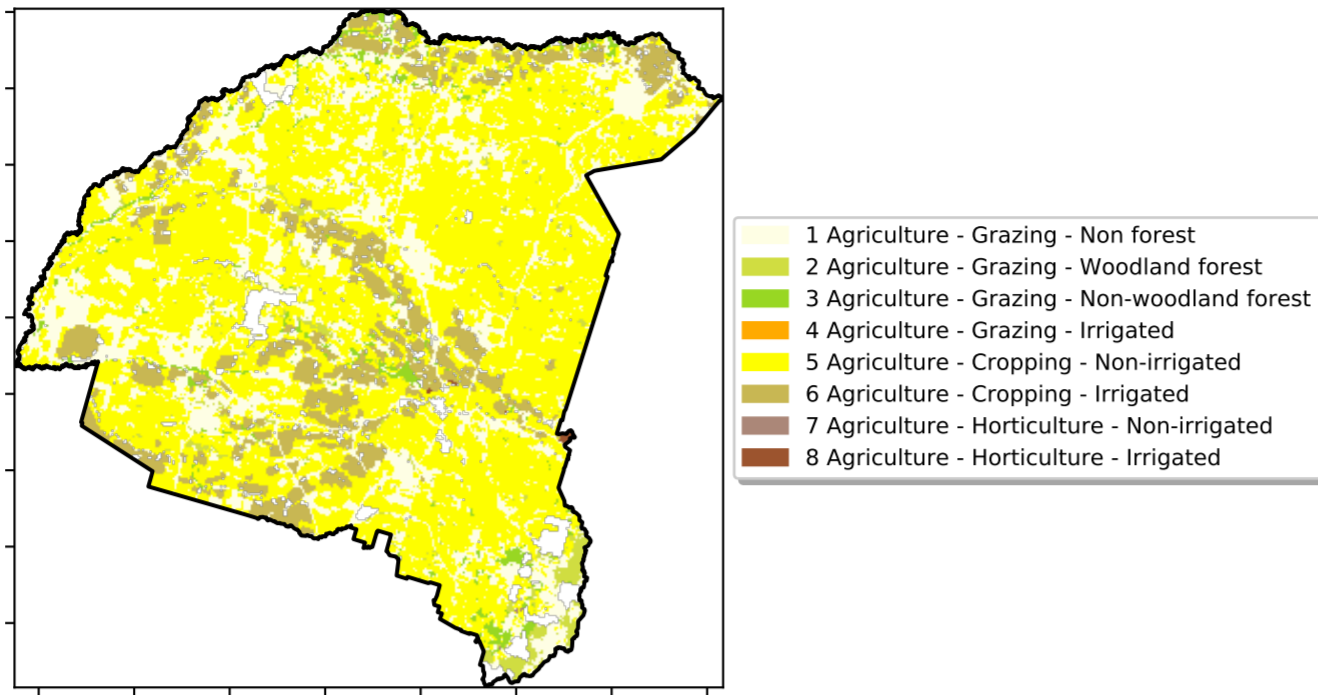 1 Agriculture - Grazing - Non forest
2 Agriculture - Grazing - Woodland forest
3 Agriculture - Grazing - Non-woodland forest
4 Agriculture - Grazing - Irrigated
5 Agriculture - Cropping - Non-irrigated
6 Agriculture - Cropping - Irrigated
7 Agriculture - Horticulture - Non-irrigated
8 Agriculture - Horticulture - Irrigated